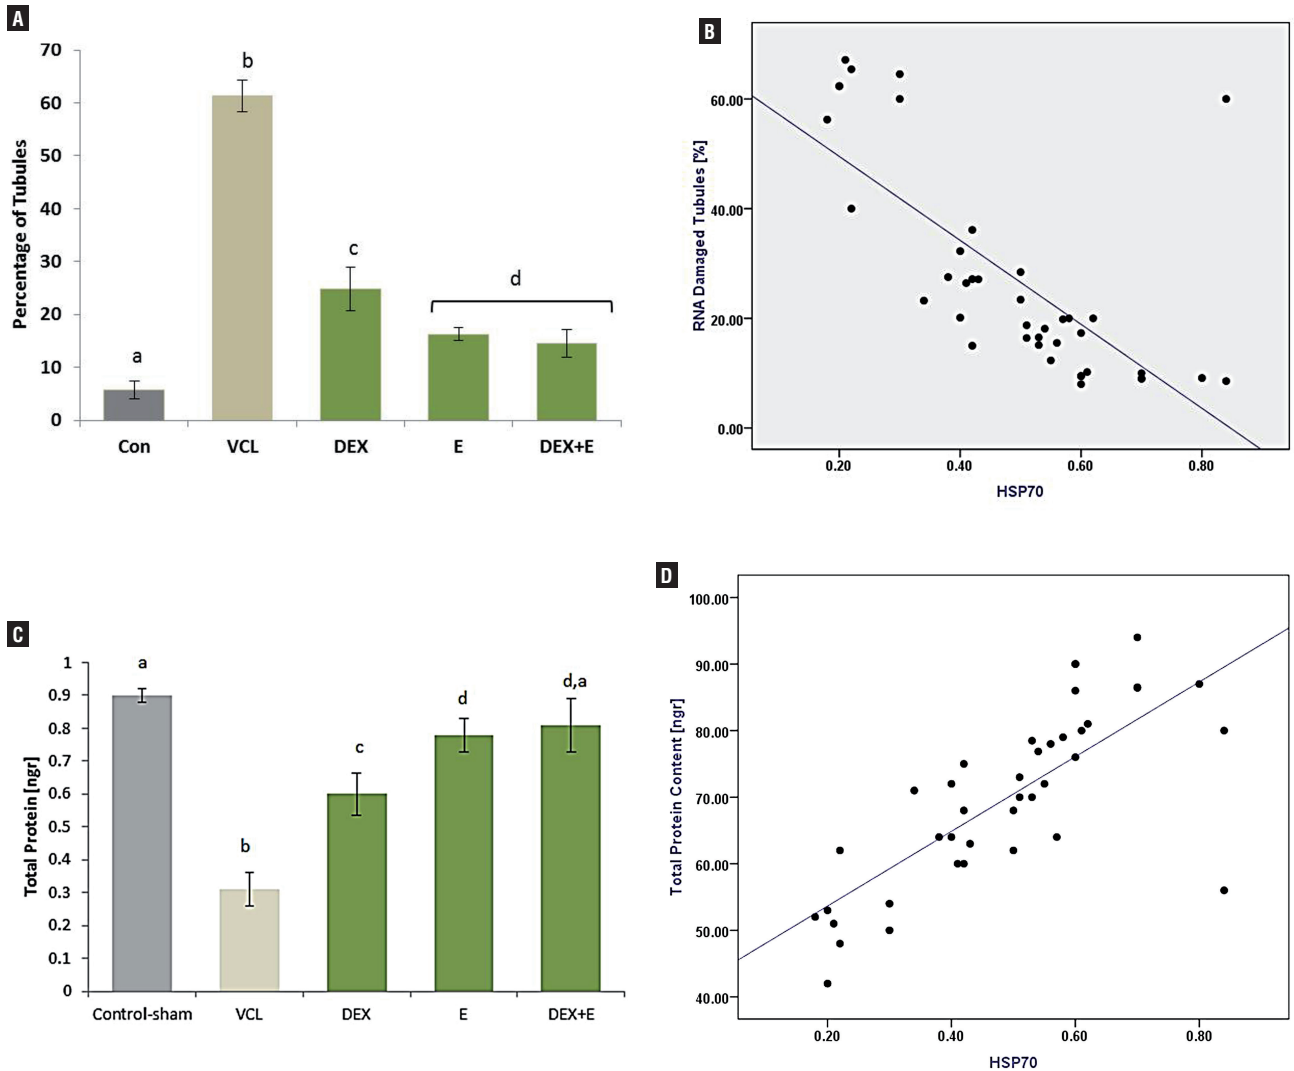 A
70
60
50
40
30
20
10
0
Percentage of Tubules
a
b
c
d
Con VCL DEX E DEX+E
B
60.00
40.00
20.00
0.00
RNA Damaged Tubules [%]
0.20 0.40 0.60 0.80
HSP70
C
1
0.9
0.8
0.7
0.6
0.5
0.4
0.3
0.2
0.1
0
Total Protein [ngr]
a
b
c
d
d,a
Control-sham VCL DEX E DEX+E
D
100.00
90.00
80.00
70.00
60.00
50.00
40.00
Total Protein Content [ngr]
0.20 0.40 0.60 0.80
HSP70